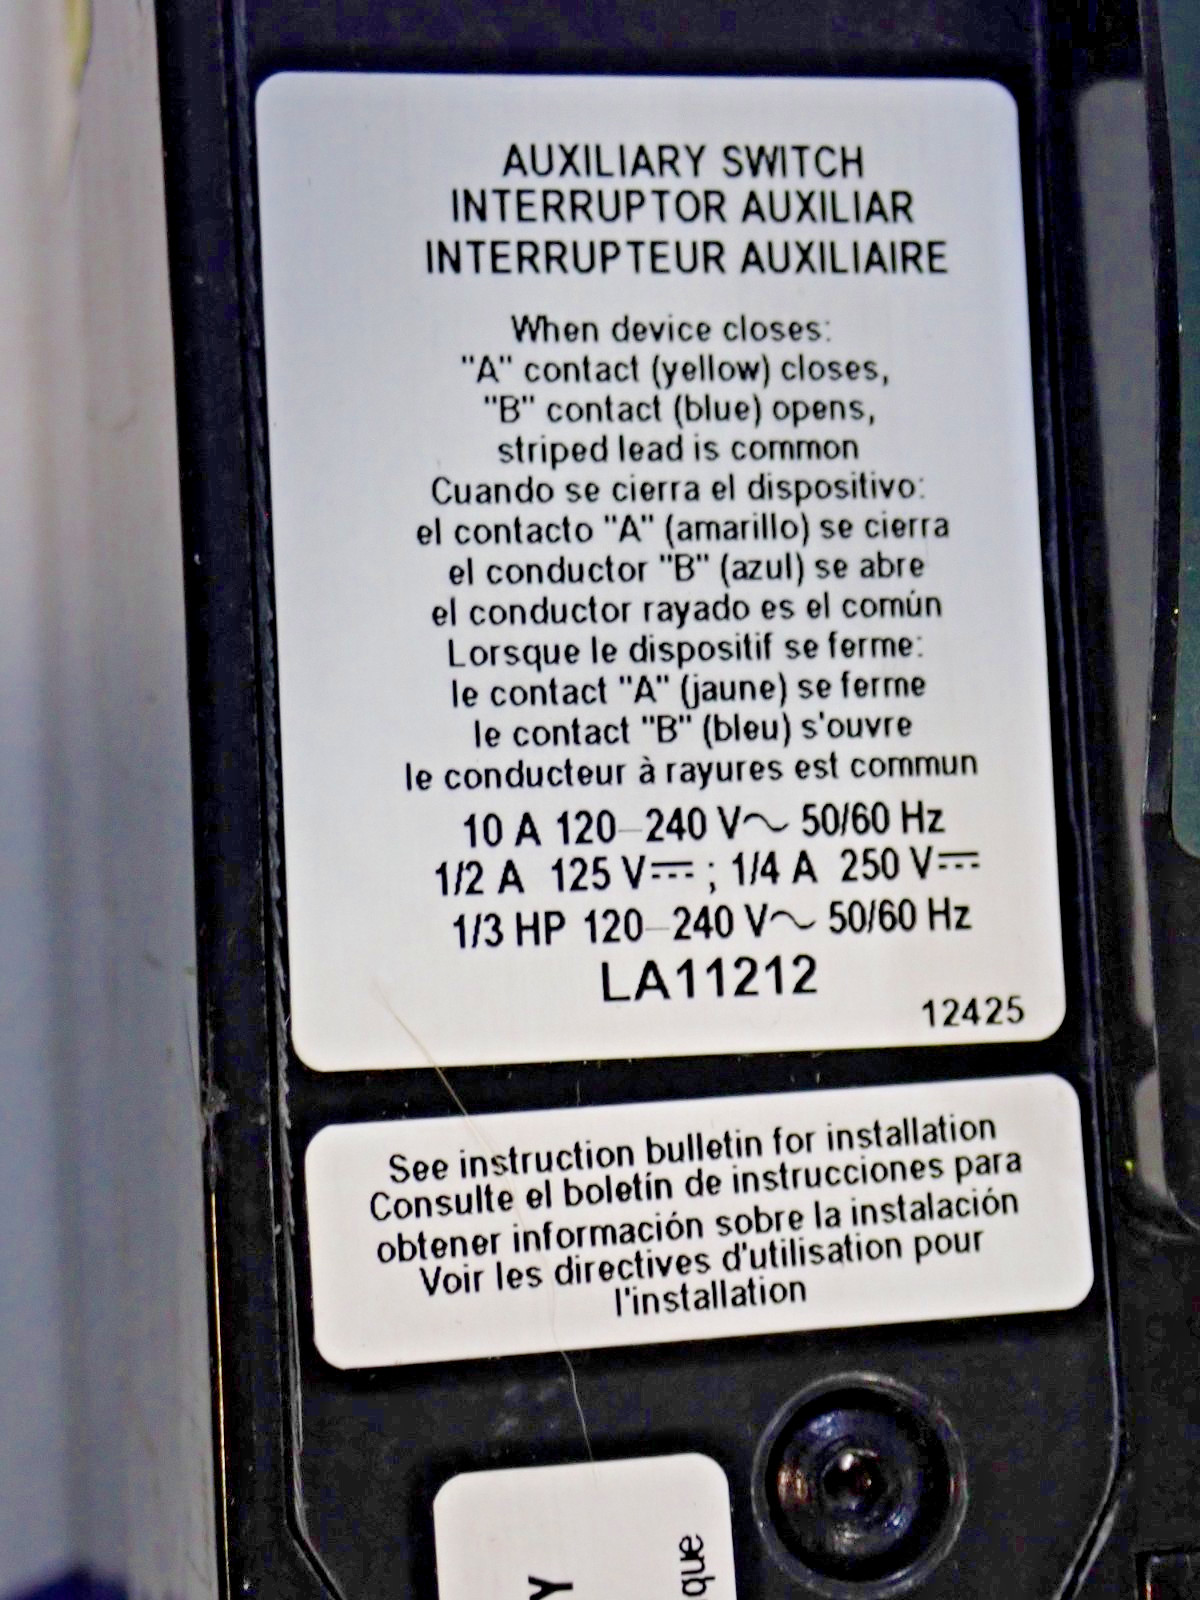 AUXILIARY SWITCH
INTERRUPTOR AUXILIAR
INTERRUPTEUR AUXILIAIRE
When device closes:
"A" contact (yellow) closes,
"B" contact (blue) opens,
striped lead is common
Cuando se cierra el dispositivo:
el contacto "A" (amarillo) se cierra
el conductor "B" (azul) se abre
el conductor rayado es el común
Lorsque le dispositif se ferme:
le contact "A" (jaune) se ferme
le contact "B" (bleu) s'ouvre
le conducteur à rayures est commun
10 A 120–240 V∼ 50/60 Hz
1/2 A 125 V⎓ ; 1/4 A 250 V⎓
1/3 HP 120–240 V∼ 50/60 Hz
LA11212
12425
See instruction bulletin for installation
Consulte el boletín de instrucciones para
obtener información sobre la instalación
Voir les directives d'utilisation pour
l'installation
Y
que